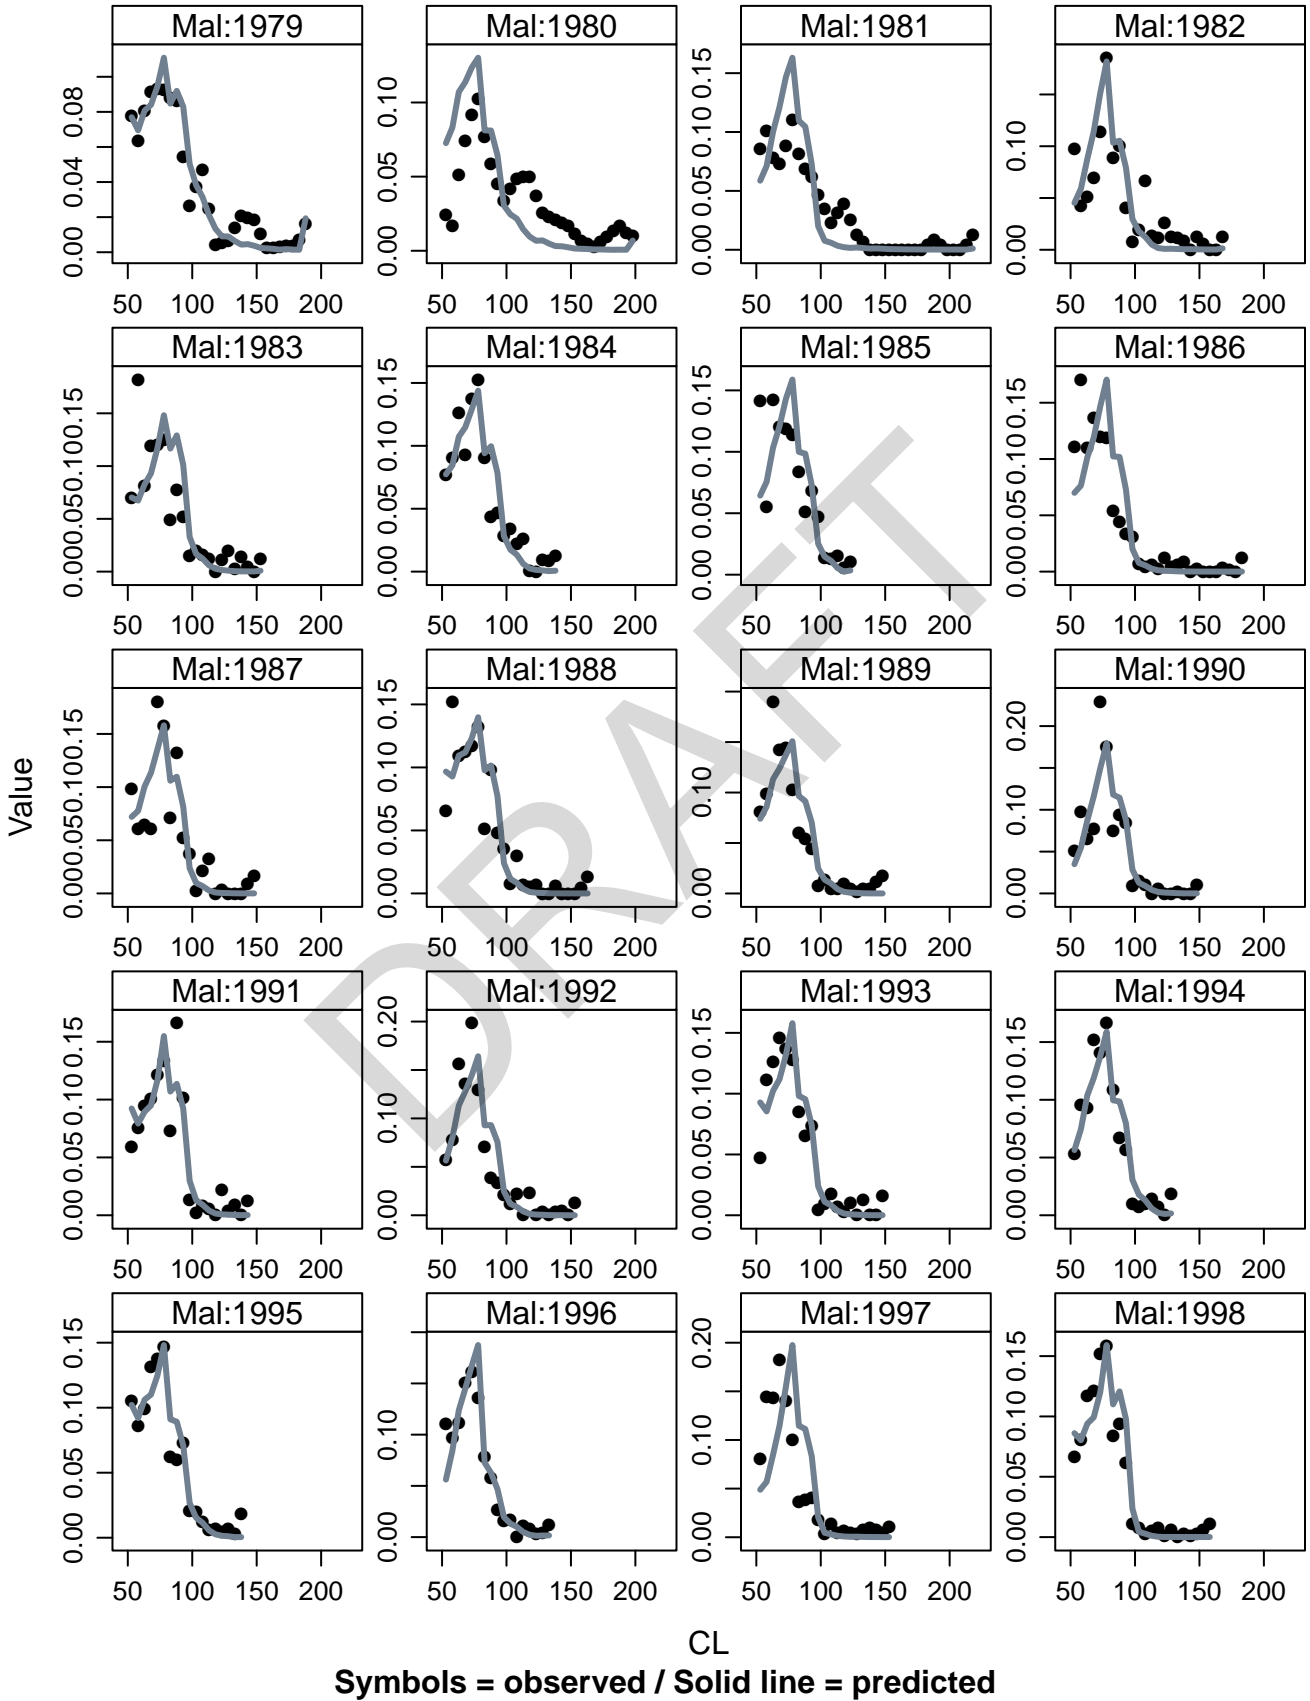 Mal:1979 Mal:1980 Mal:1981 Mal:1982
0.00 0.04 0.08
0.00 0.05 0.10
0.00 0.05 0.10 0.15
0.00 0.10
50 100 150 200 50 100 150 200 50 100 150 200 50 100 150 200
Mal:1983 Mal:1984 Mal:1985 Mal:1986
0.00 0.05 0.10 0.15
0.00 0.05 0.10 0.15
0.00 0.05 0.10 0.15
0.00 0.05 0.10 0.15
50 100 150 200 50 100 150 200 50 100 150 200 50 100 150 200
Mal:1987 Mal:1988 Mal:1989 Mal:1990
0.00 0.05 0.10 0.15
0.00 0.05 0.10 0.15
0.00 0.10
0.00 0.10 0.20
50 100 150 200 50 100 150 200 50 100 150 200 50 100 150 200
Value
DRAFT
Mal:1991 Mal:1992 Mal:1993 Mal:1994
0.00 0.05 0.10 0.15
0.00 0.10 0.20
0.00 0.05 0.10 0.15
0.00 0.05 0.10 0.15
50 100 150 200 50 100 150 200 50 100 150 200 50 100 150 200
Mal:1995 Mal:1996 Mal:1997 Mal:1998
0.00 0.05 0.10 0.15
0.00 0.10
0.00 0.10 0.20
0.00 0.05 0.10 0.15
50 100 150 200 50 100 150 200 50 100 150 200 50 100 150 200
CL
Symbols = observed / Solid line = predicted